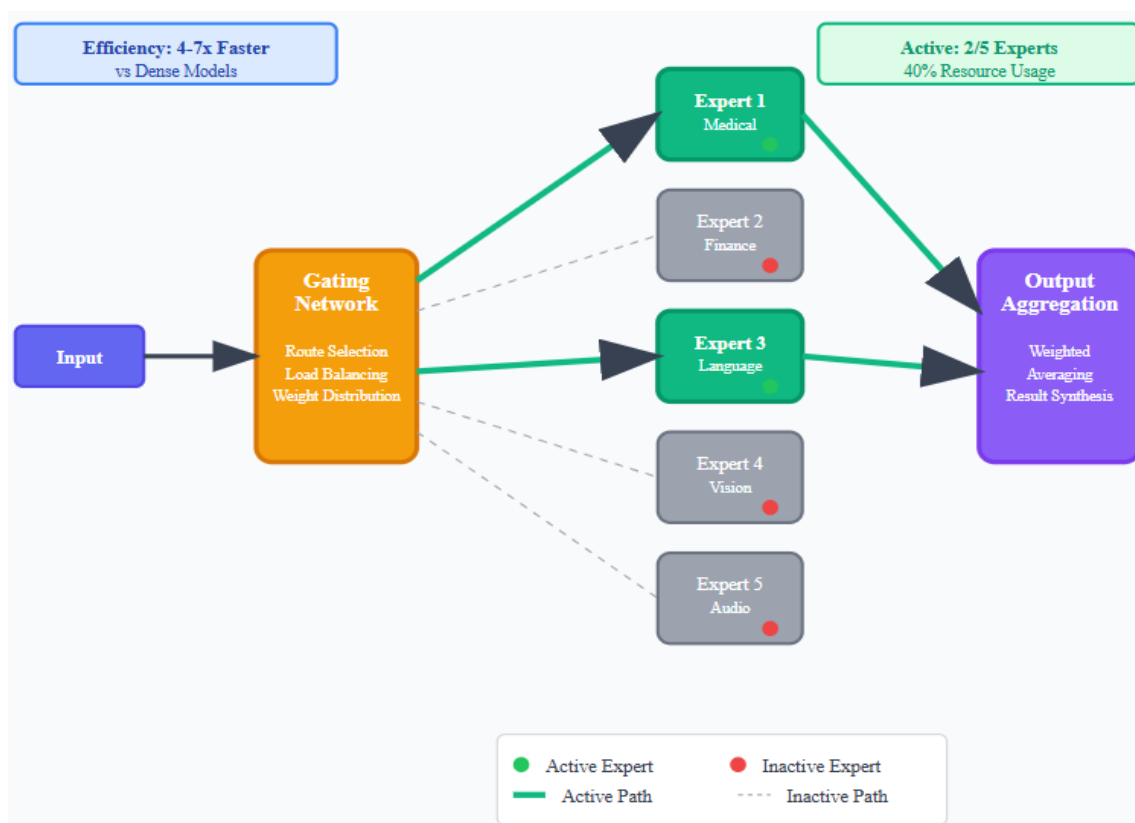 Efficiency: 4-7x Faster
vs Dense Models
Active: 2/5 Experts
40% Resource Usage
Expert 1
Medical
Expert 2
Finance
Gating
Network
Route Selection
Load Balancing
Weight Distribution
Input
Expert 3
Language
Output
Aggregation
Weighted
Averaging
Result Synthesis
Expert 4
Vision
Expert 5
Audio
Active Expert
Inactive Expert
Active Path
Inactive Path